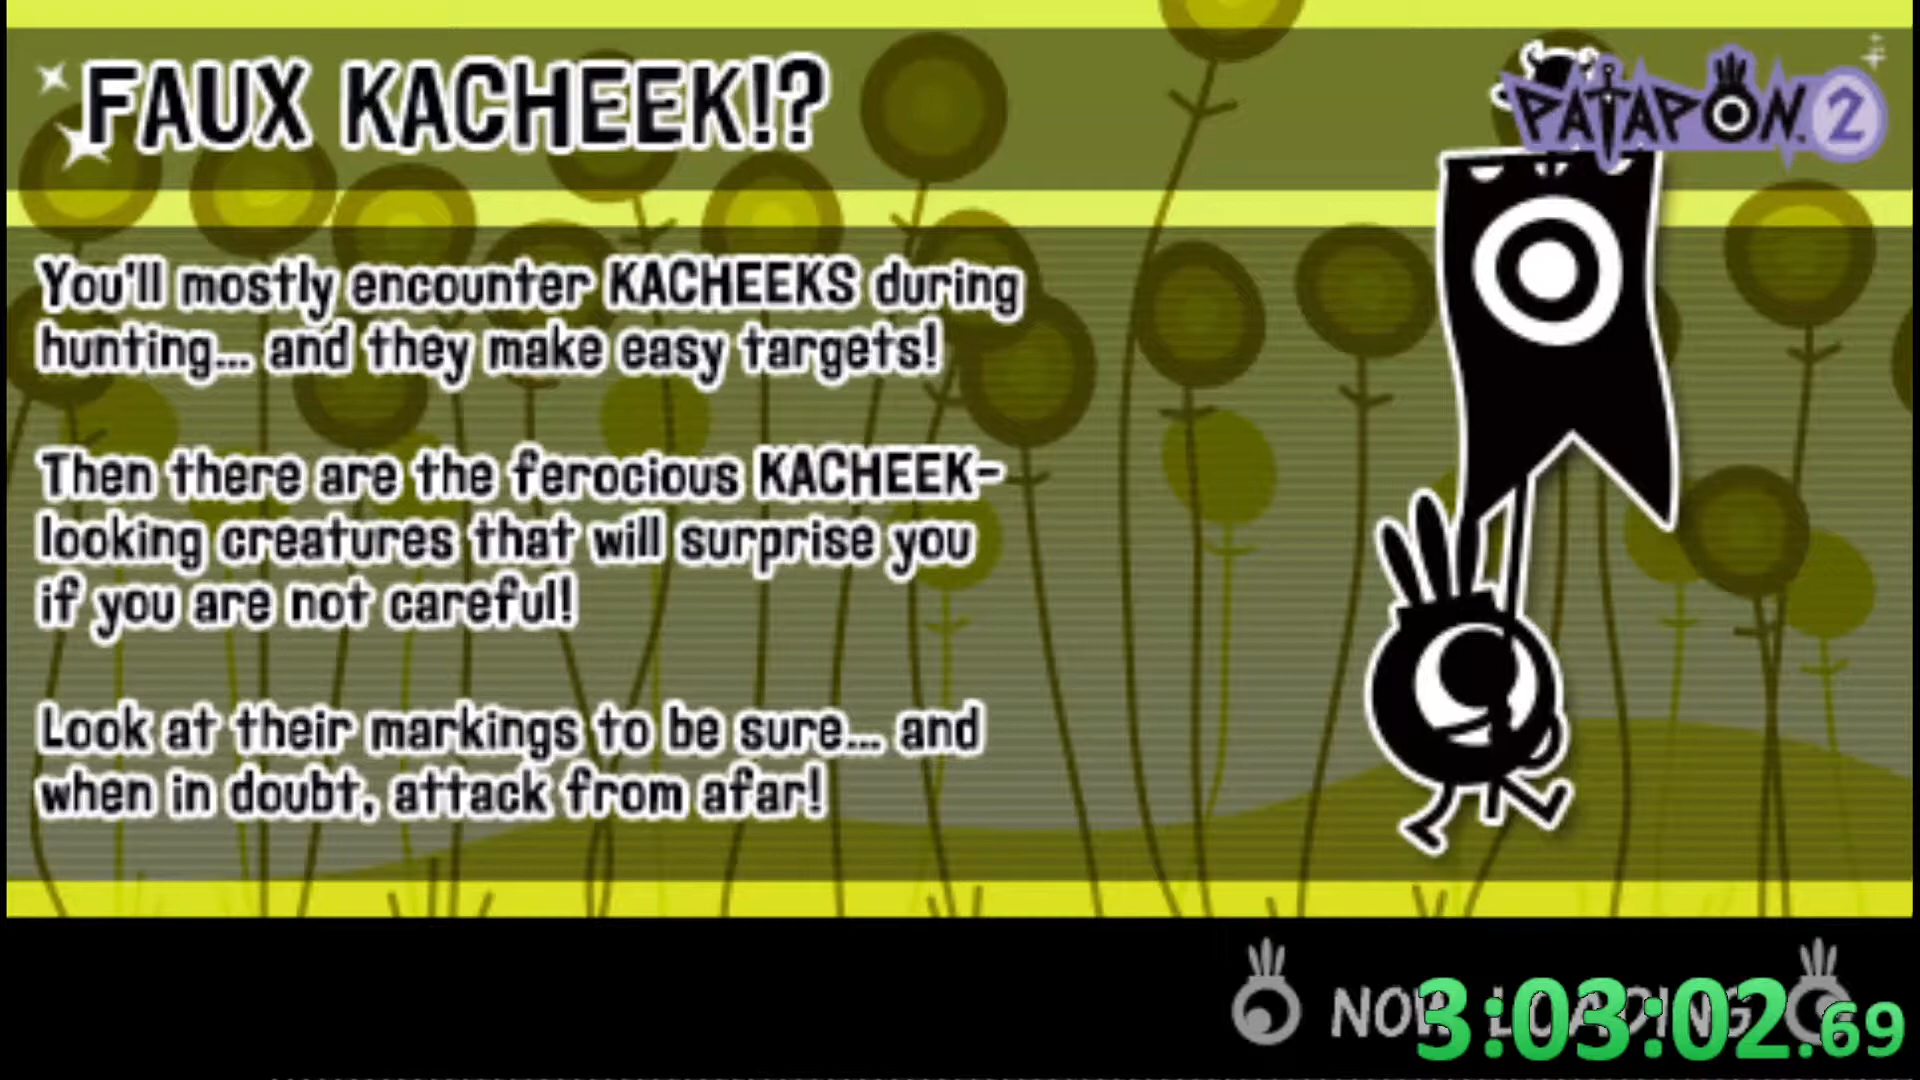 FAUX KACHEEK!?
PATAPON 2
You'll mostly encounter KACHEEKS during
hunting... and they make easy targets!
Then there are the ferocious KACHEEK-
looking creatures that will surprise you
if you are not careful!
Look at their markings to be sure... and
when in doubt, attack from afar!
NOW LOADING
3:03:02.69